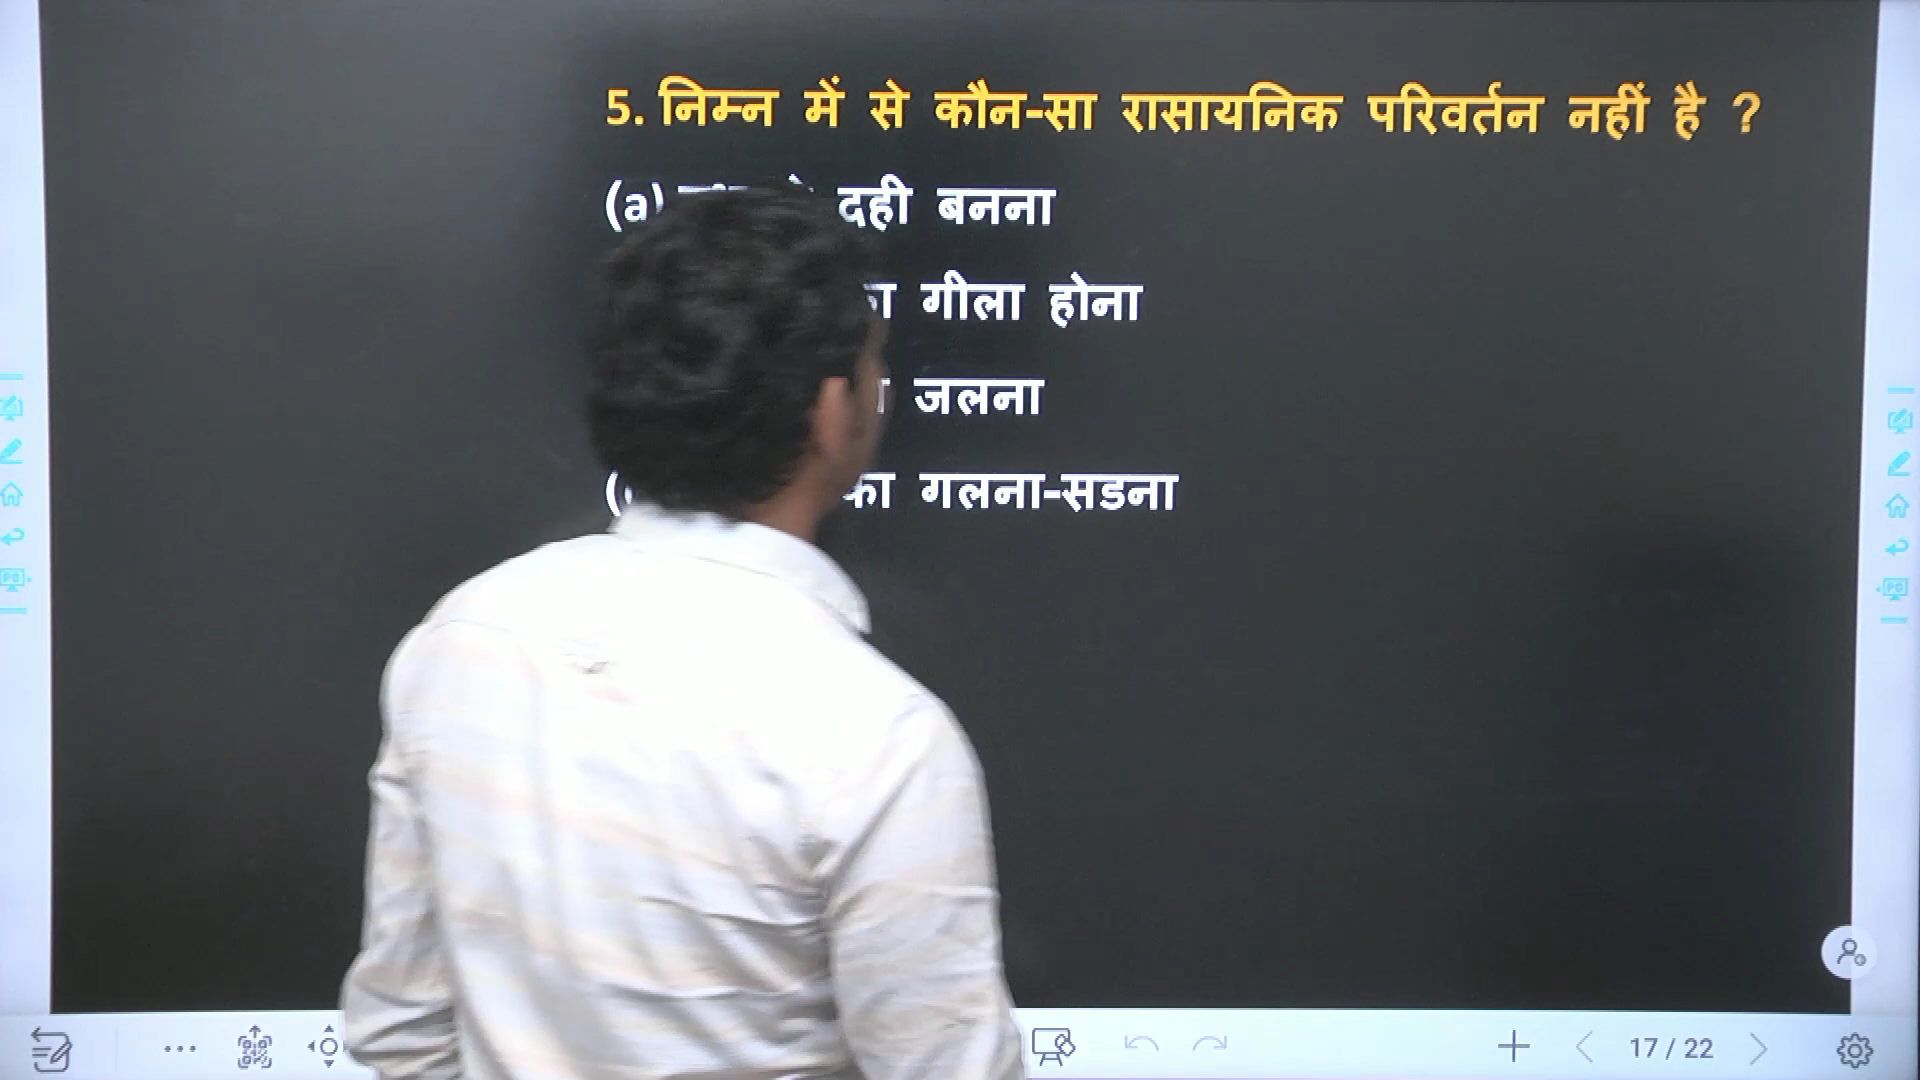 5. निम्न में से कौन-सा रासायनिक परिवर्तन नहीं है ?
(a) दही बनना
गीला होना
जलना
का गलना-सडना
17 / 22